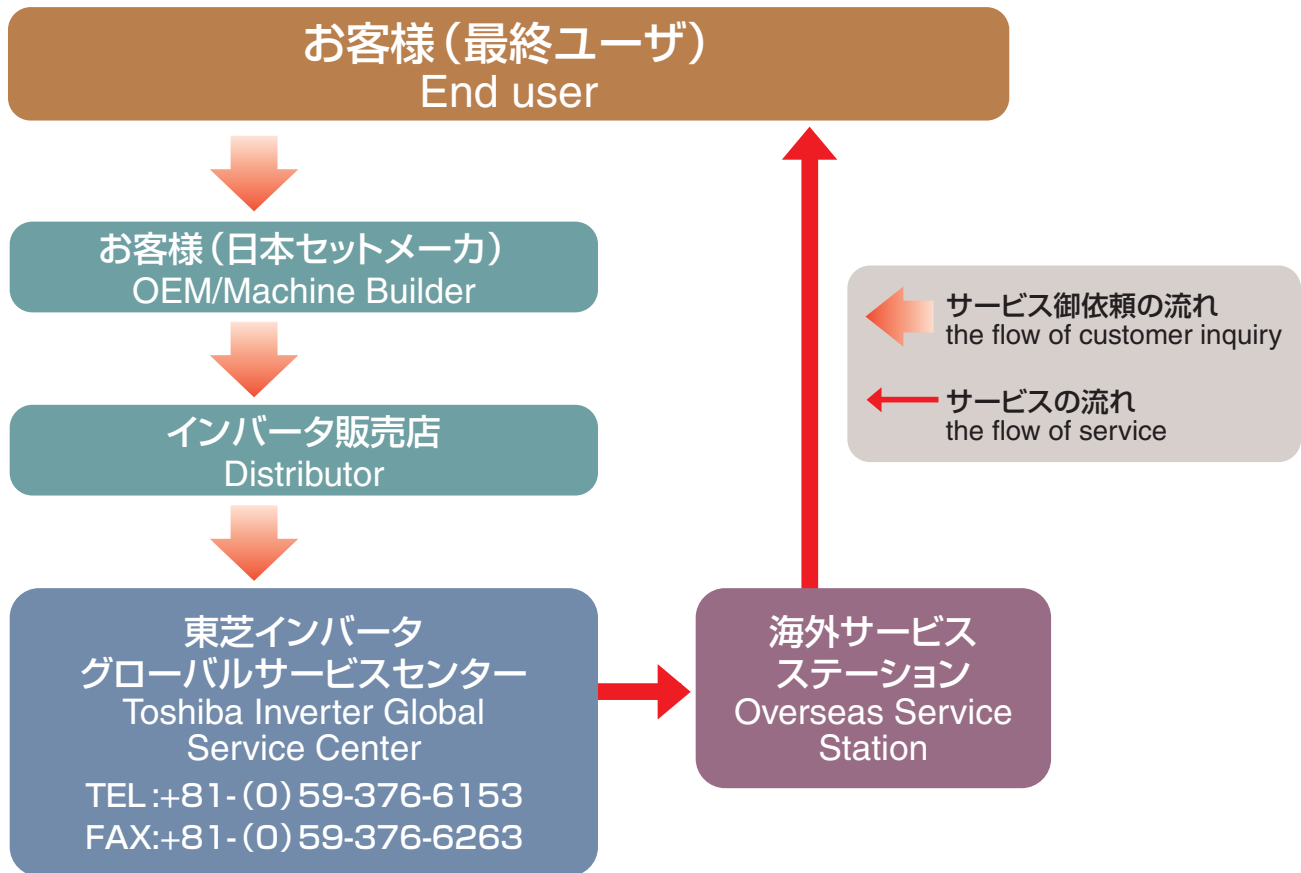 お客様（最終ユーザ）
End user
お客様（日本セットメーカ）
OEM/Machine Builder
インバータ販売店
Distributor
東芝インバータ
グローバルサービスセンター
Toshiba Inverter Global
Service Center
TEL:+81-(0)59-376-6153
FAX:+81-(0)59-376-6263
海外サービス
ステーション
Overseas Service
Station
サービス御依頼の流れ
the flow of customer inquiry
サービスの流れ
the flow of service